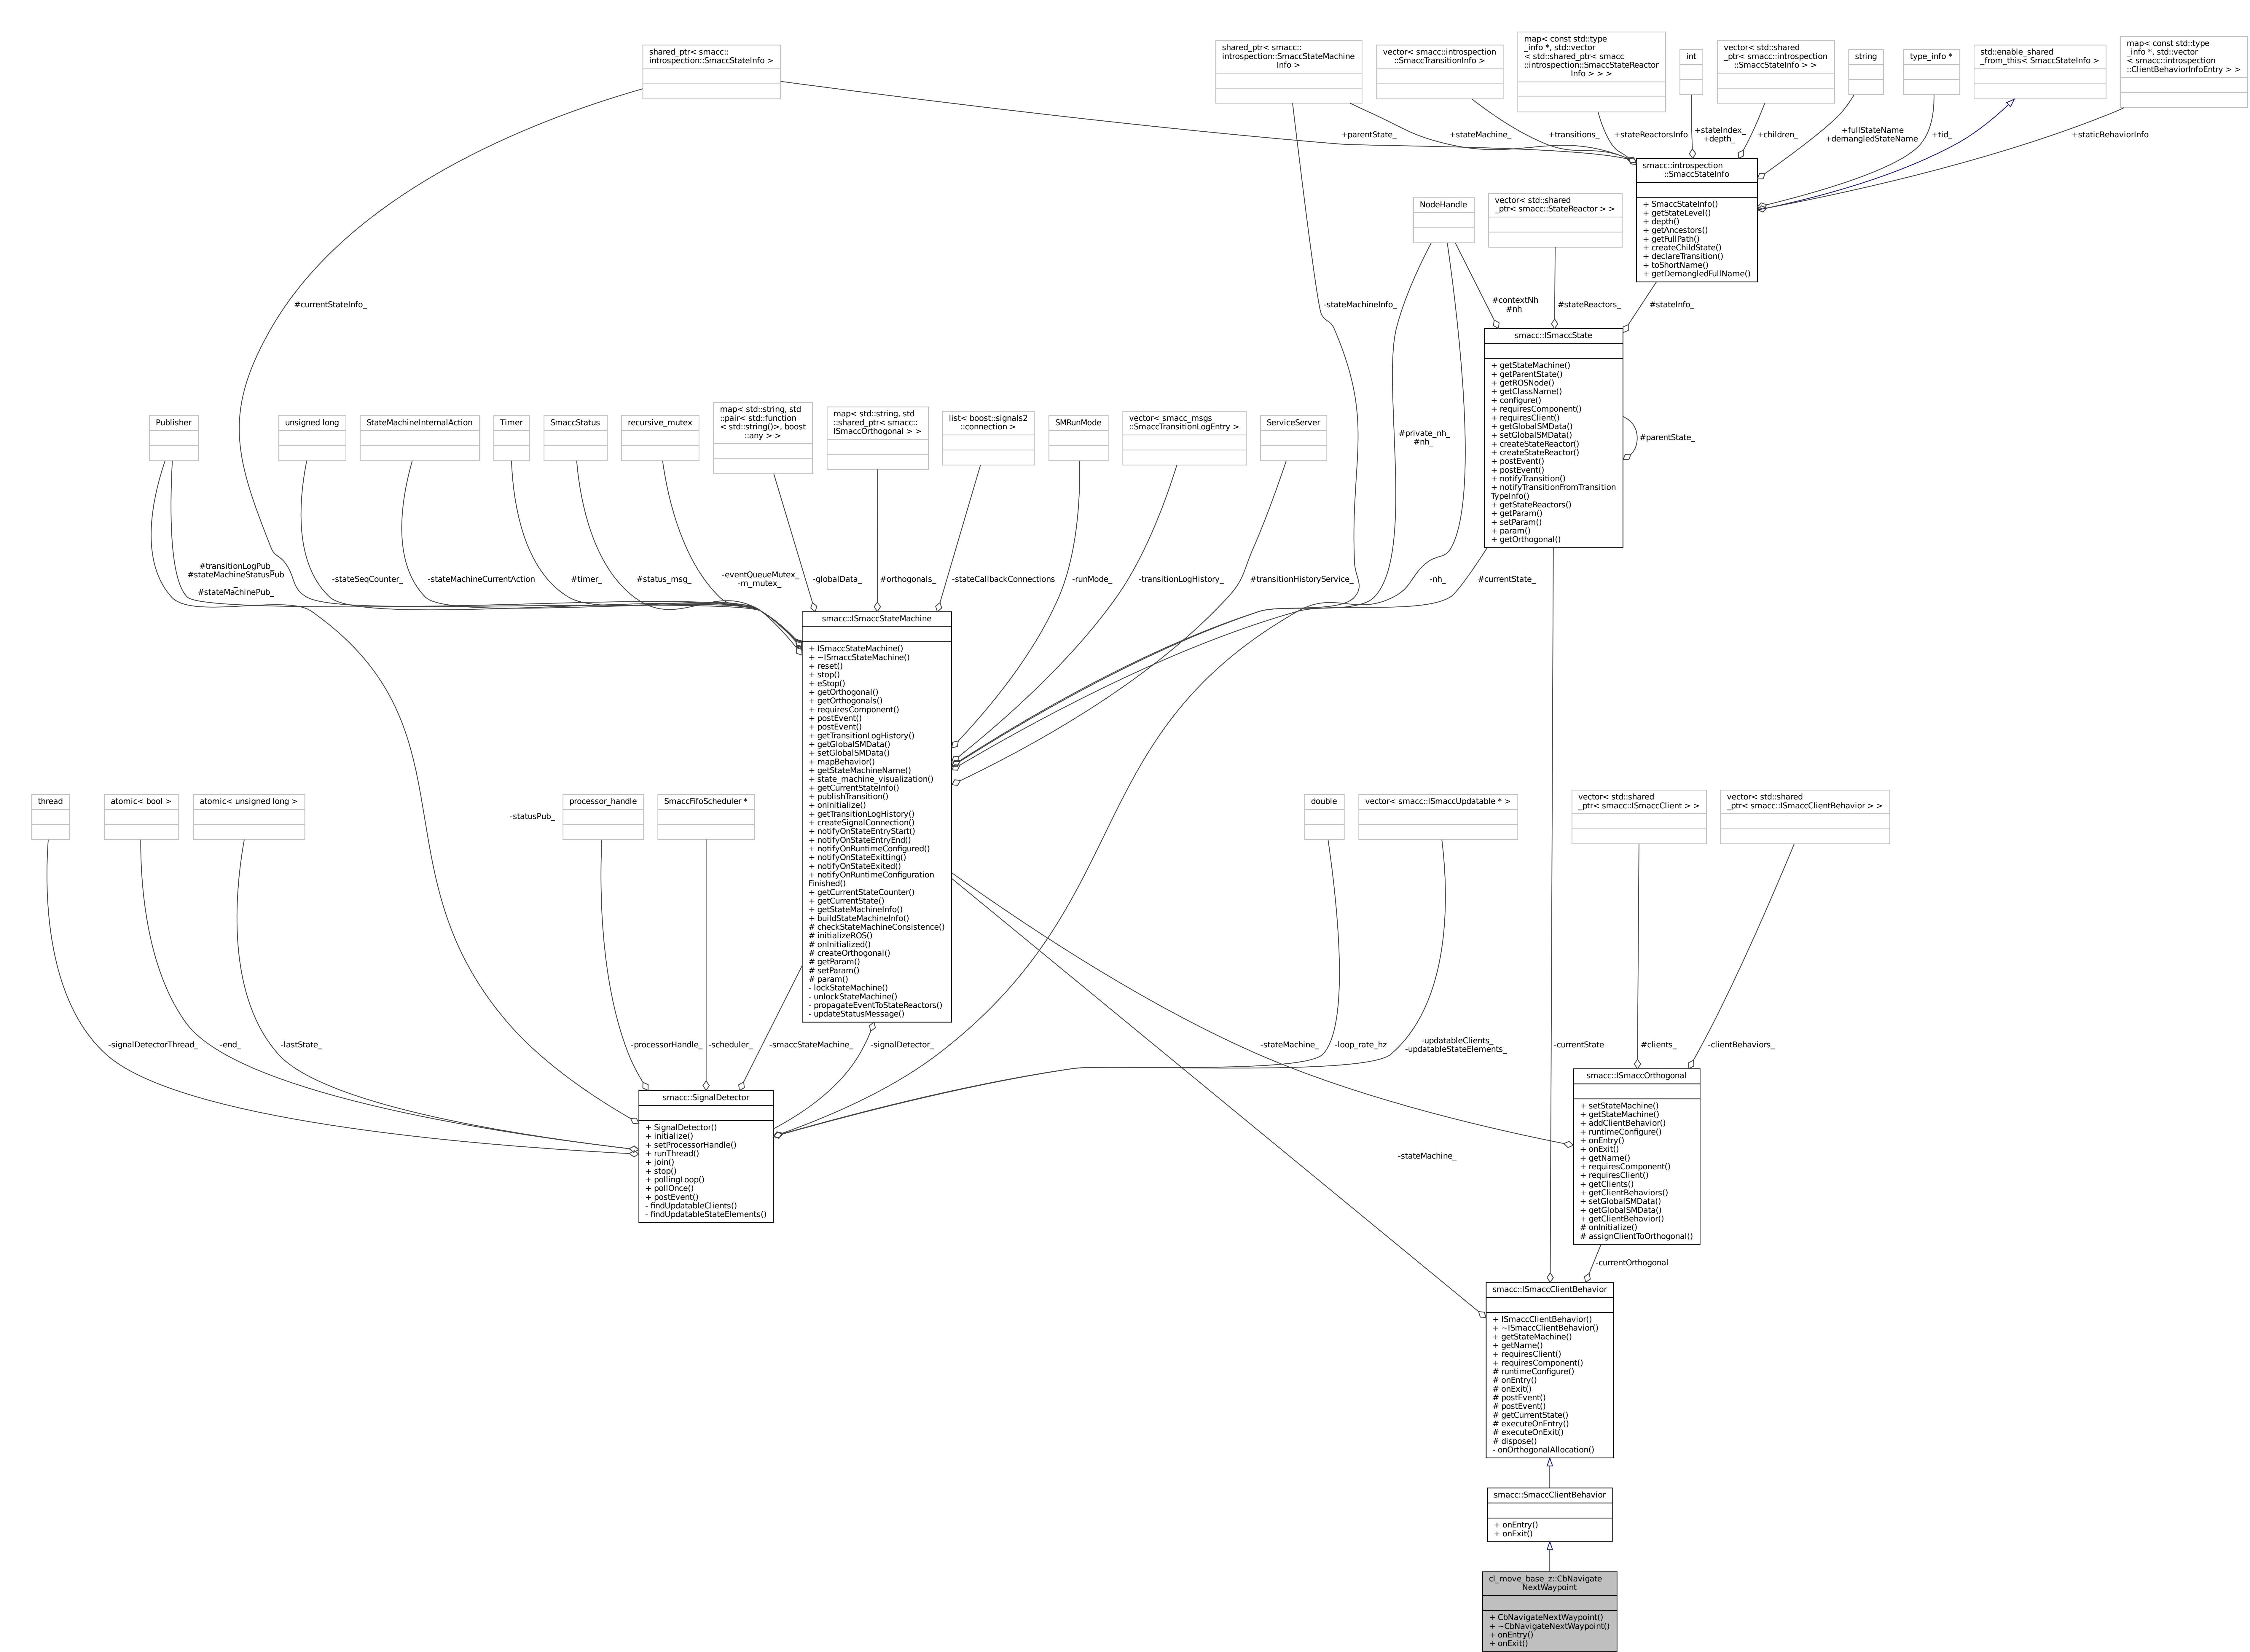 shared_ptr< smacc::
introspection::SmaccStateInfo >
shared_ptr< smacc::
introspection::SmaccStateMachine
Info >
vector< smacc::introspection
::SmaccTransitionInfo >
map< const std::type
_info *, std::vector
< std::shared_ptr< smacc
::introspection::SmaccStateReactor
Info > > >
int
vector< std::shared
_ptr< smacc::introspection
::SmaccStateInfo > >
string
type_info *
std::enable_shared
_from_this< SmaccStateInfo >
map< const std::type
_info *, std::vector
< smacc::introspection
::ClientBehaviorInfoEntry > >
+parentState_
+stateMachine_
+transitions_
+stateReactorsInfo
+stateIndex_
+depth_
+children_
+fullStateName
+demangledStateName
+tid_
+staticBehaviorInfo
smacc::introspection
::SmaccStateInfo
+ SmaccStateInfo()
+ getStateLevel()
+ depth()
+ getAncestors()
+ getFullPath()
+ createChildState()
+ declareTransition()
+ toShortName()
+ getDemangledFullName()
NodeHandle
vector< std::shared
_ptr< smacc::StateReactor > >
#currentStateInfo_
-stateMachineInfo_
#contextNh
#nh
#stateReactors_
#stateInfo_
smacc::ISmaccState
+ getStateMachine()
+ getParentState()
+ getROSNode()
+ getClassName()
+ configure()
+ requiresComponent()
+ requiresClient()
+ getGlobalSMData()
+ setGlobalSMData()
+ createStateReactor()
+ createStateReactor()
+ postEvent()
+ postEvent()
+ notifyTransition()
+ notifyTransitionFromTransition
TypeInfo()
+ getStateReactors()
+ getParam()
+ setParam()
+ param()
+ getOrthogonal()
#parentState_
Publisher
unsigned long
StateMachineInternalAction
Timer
SmaccStatus
recursive_mutex
map< std::string, std
::pair< std::function
< std::string()>, boost
::any > >
map< std::string, std
::shared_ptr< smacc::
ISmaccOrthogonal > >
list< boost::signals2
::connection >
SMRunMode
vector< smacc_msgs
::SmaccTransitionLogEntry >
ServiceServer
#private_nh_
#nh_
#transitionLogPub_
#stateMachineStatusPub
_
#stateMachinePub_
-stateSeqCounter_
-stateMachineCurrentAction
#timer_
#status_msg_
-eventQueueMutex_
-m_mutex_
-globalData_
#orthogonals_
-stateCallbackConnections
-runMode_
-transitionLogHistory_
#transitionHistoryService_
-nh_
#currentState_
smacc::ISmaccStateMachine
+ ISmaccStateMachine()
+ ~ISmaccStateMachine()
+ reset()
+ stop()
+ eStop()
+ getOrthogonal()
+ getOrthogonals()
+ requiresComponent()
+ postEvent()
+ postEvent()
+ getTransitionLogHistory()
+ getGlobalSMData()
+ setGlobalSMData()
+ mapBehavior()
+ getStateMachineName()
+ state_machine_visualization()
+ getCurrentStateInfo()
+ publishTransition()
+ onInitialize()
+ getTransitionLogHistory()
+ createSignalConnection()
+ notifyOnStateEntryStart()
+ notifyOnStateEntryEnd()
+ notifyOnRuntimeConfigured()
+ notifyOnStateExitting()
+ notifyOnStateExited()
+ notifyOnRuntimeConfiguration
Finished()
+ getCurrentStateCounter()
+ getCurrentState()
+ getStateMachineInfo()
+ buildStateMachineInfo()
# checkStateMachineConsistence()
# initializeROS()
# onInitialized()
# createOrthogonal()
# getParam()
# setParam()
# param()
- lockStateMachine()
- unlockStateMachine()
- propagateEventToStateReactors()
- updateStatusMessage()
thread
atomic< bool >
atomic< unsigned long >
-statusPub_
processor_handle
SmaccFifoScheduler *
double
vector< smacc::ISmaccUpdatable * >
vector< std::shared
_ptr< smacc::ISmaccClient > >
vector< std::shared
_ptr< smacc::ISmaccClientBehavior > >
-signalDetectorThread_
-end_
-lastState_
-processorHandle_
-scheduler_
-smaccStateMachine_
-signalDetector_
-stateMachine_
-loop_rate_hz
-updatableClients_
-updatableStateElements_
-currentState
#clients_
-clientBehaviors_
smacc::SignalDetector
+ SignalDetector()
+ initialize()
+ setProcessorHandle()
+ runThread()
+ join()
+ stop()
+ pollingLoop()
+ pollOnce()
+ postEvent()
- findUpdatableClients()
- findUpdatableStateElements()
smacc::ISmaccOrthogonal
+ setStateMachine()
+ getStateMachine()
+ addClientBehavior()
+ runtimeConfigure()
+ onEntry()
+ onExit()
+ getName()
+ requiresComponent()
+ requiresClient()
+ getClients()
+ getClientBehaviors()
+ setGlobalSMData()
+ getGlobalSMData()
+ getClientBehavior()
# onInitialize()
# assignClientToOrthogonal()
-stateMachine_
-currentOrthogonal
smacc::ISmaccClientBehavior
+ ISmaccClientBehavior()
+ ~ISmaccClientBehavior()
+ getStateMachine()
+ getName()
+ requiresClient()
+ requiresComponent()
# runtimeConfigure()
# onEntry()
# onExit()
# postEvent()
# postEvent()
# getCurrentState()
# executeOnEntry()
# executeOnExit()
# dispose()
- onOrthogonalAllocation()
smacc::SmaccClientBehavior
+ onEntry()
+ onExit()
cl_move_base_z::CbNavigate
NextWaypoint
+ CbNavigateNextWaypoint()
+ ~CbNavigateNextWaypoint()
+ onEntry()
+ onExit()